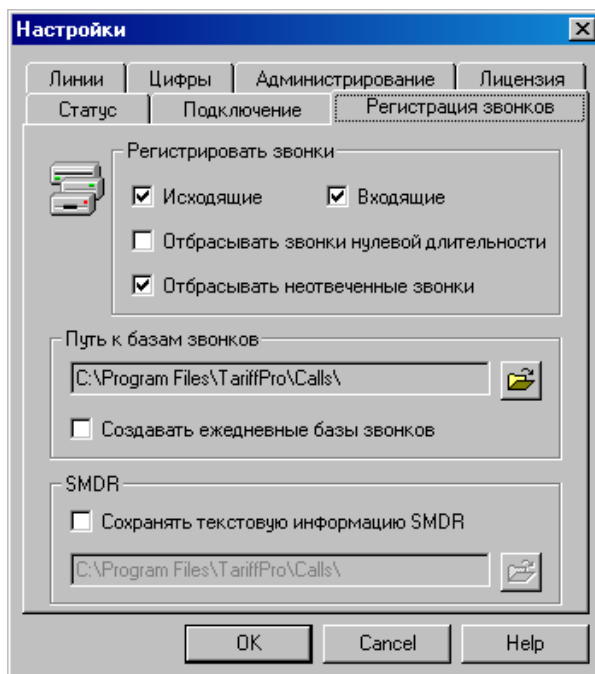 Настройки
Линии Цифры Администрирование Лицензия
Статус Подключение Регистрация звонков
Регистрировать звонки
Исходящие Входящие
Отбрасывать звонки нулевой длительности
Отбрасывать неотвеченные звонки
Путь к базам звонков
C:\Program Files\TariffPro\Calls\
Создавать ежедневные базы звонков
SMDR
Сохранять текстовую информацию SMDR
C:\Program Files\TariffPro\Calls\
OK Cancel Help